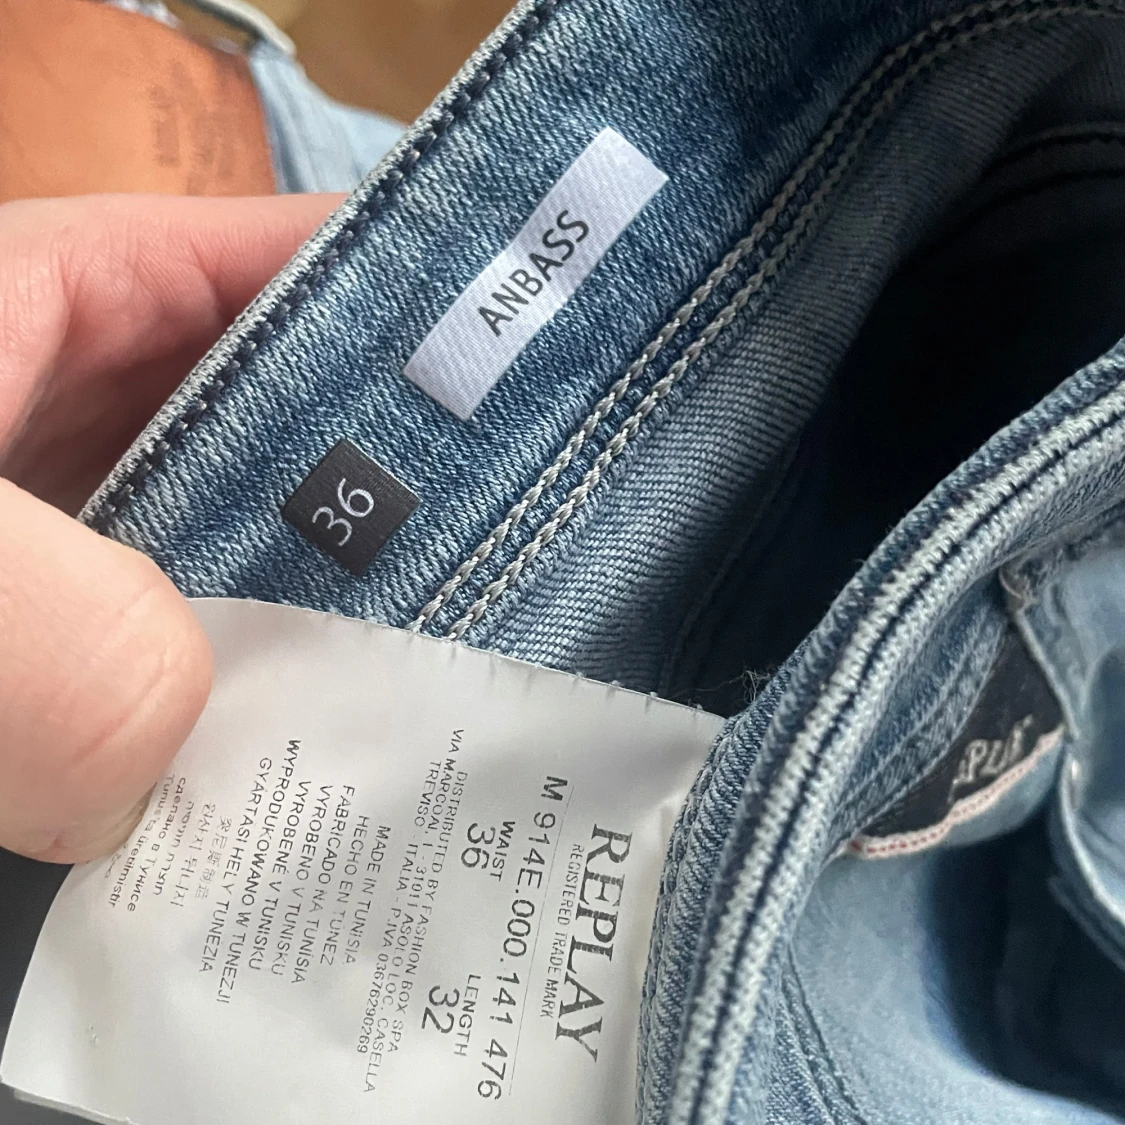 ANBASS
36
REPLAY
REGISTERED TRADE MARK
M 914E.000.141 476
WAIST LENGTH
36 32
DISTRIBUTED BY FASHION BOX SPA
VIA MARCONI, 1 - 31011 ASOLO LOC. CASELLA
TREVISO - ITALIA - P.IVA 03676290269
MADE IN TUNISIA
HECHO EN TUNISIA
FABRICADO NA TUNEZ
VYROBENO V TUNISIA
VYROBENÉ V TUNISKU
WYPRODUKOWANO W TUNISKU
GYÁRTÁSI HELY TUNEZJI
TUNEZIA